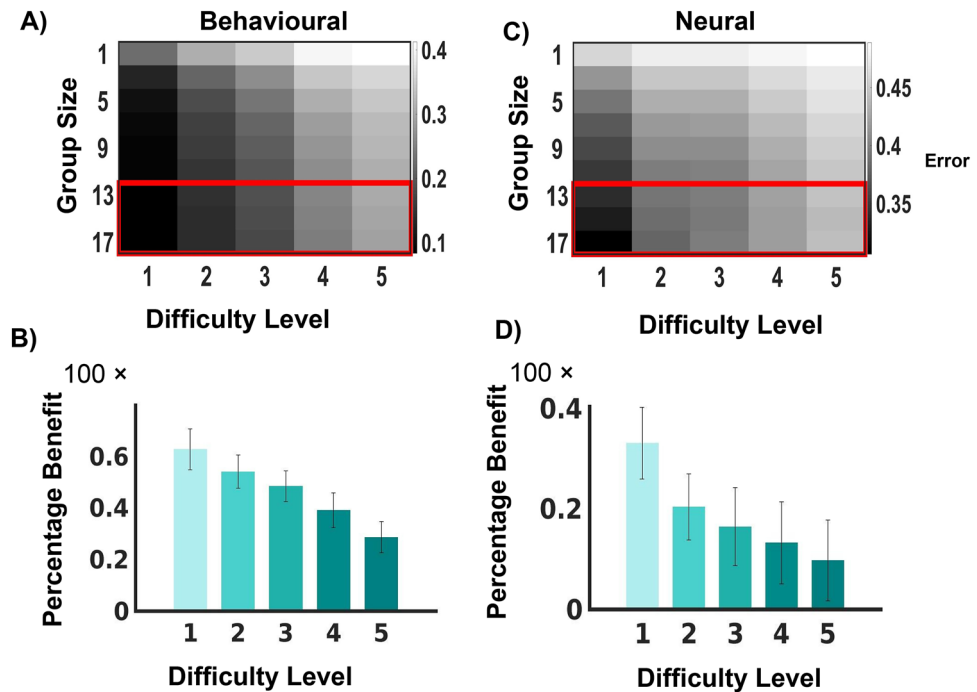 A)
Behavioural
Group Size
1
5
9
13
17
0.4
0.3
0.2
0.1
1 2 3 4 5
Difficulty Level
C)
Neural
1
5
9
13
17
0.45
0.4
0.35
Error
1 2 3 4 5
Difficulty Level
B)
100 ×
Percentage Benefit
0.6
0.4
0.2
0
1 2 3 4 5
Difficulty Level
D)
100 ×
Percentage Benefit
0.4
0.2
0
1 2 3 4 5
Difficulty Level